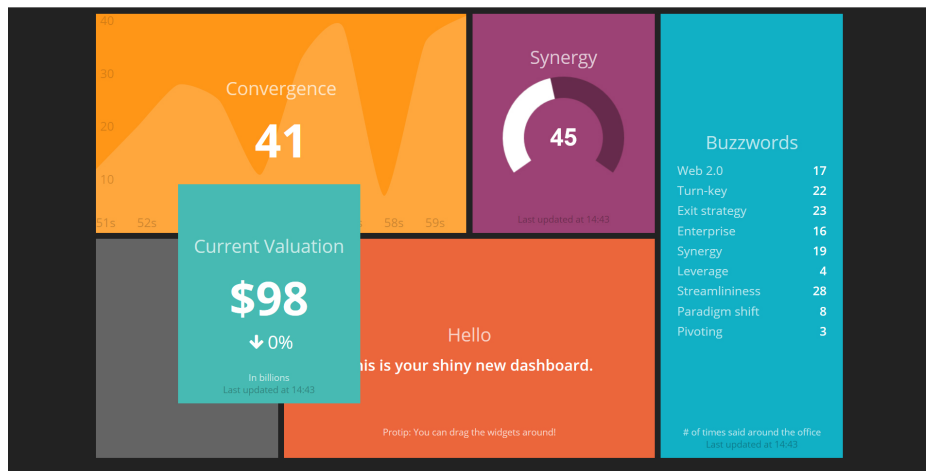 40
30
20
10
Convergence
41
51s 52s 58s 59s
Synergy
45
Last updated at 14:43
Buzzwords
Web 2.0 17
Turn-key 22
Exit strategy 23
Enterprise 16
Synergy 19
Leverage 4
Streamlininess 28
Paradigm shift 8
Pivoting 3
# of times said around the office
Last updated at 14:43
Current Valuation
$98
0%
In billions
Last updated at 14:43
Hello
his is your shiny new dashboard.
Protip: You can drag the widgets around!